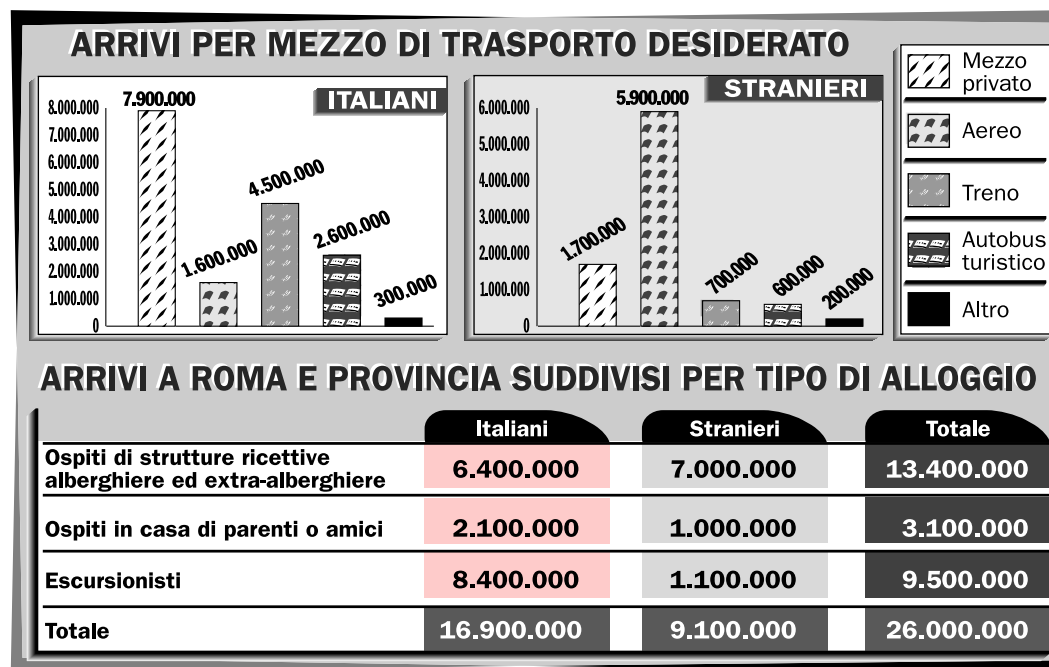 ARRIVI PER MEZZO DI TRASPORTO DESIDERATO
ITALIANI
8.000.000
7.000.000
6.000.000
5.000.000
4.000.000
3.000.000
2.000.000
1.000.000
0
7.900.000
1.600.000
4.500.000
2.600.000
300.000
STRANIERI
6.000.000
5.000.000
4.000.000
3.000.000
2.000.000
1.000.000
0
1.700.000
5.900.000
700.000
600.000
200.000
Mezzo
privato
Aereo
Treno
Autobus
turistico
Altro
ARRIVI A ROMA E PROVINCIA SUDDIVISI PER TIPO DI ALLOGGIO
Italiani Stranieri Totale
Ospiti di strutture ricettive
alberghiere ed extra-alberghiere 6.400.000 7.000.000 13.400.000
Ospiti in casa di parenti o amici 2.100.000 1.000.000 3.100.000
Escursionisti 8.400.000 1.100.000 9.500.000
Totale 16.900.000 9.100.000 26.000.000